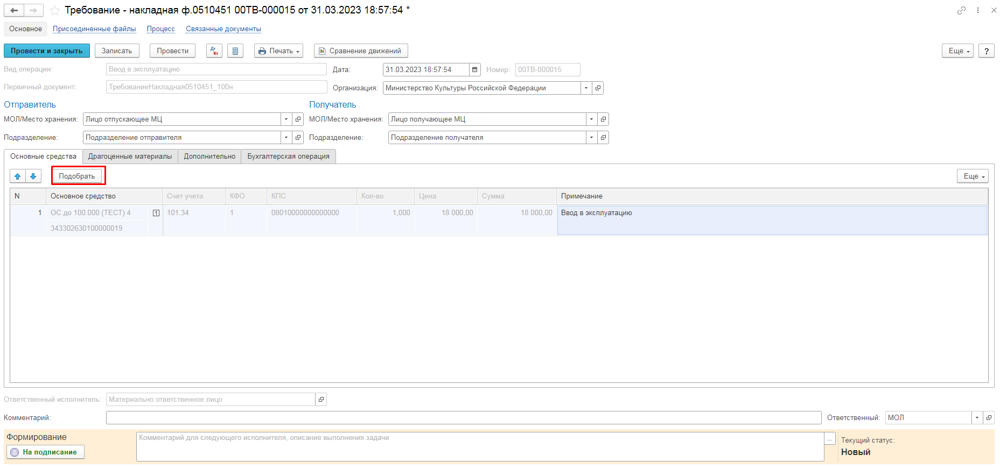 Требование - накладная ф.0510451 00ТВ-000015 от 31.03.2023 18:57:54 *
Основное Присоединенные файлы Процесс Связанные документы
Провести и закрыть Записать Провести Дт Кт Печать Сравнение движений Еще ?
Вид операции: Ввод в эксплуатацию Дата: 31.03.2023 18:57:54 Номер: 00ТВ-000015
Первичный документ: ТребованиеНакладная0510451_100н Организация: Министерство Культуры Российской Федерации
Отправитель Получатель
МОЛ/Место хранения: Лицо отпускающее МЦ МОЛ/Место хранения: Лицо получающее МЦ
Подразделение: Подразделение отправителя Подразделение: Подразделение получателя
Основные средства Драгоценные материалы Дополнительно Бухгалтерская операция
Подобрать Еще
N Основное средство Счет учета КФО КПС Кол-во Цена Сумма Примечание
1 ОС до 100.000 (ТЕСТ) 4 1 101.34 1 08010000000000000 1,000 18 000,00 18 000,00 Ввод в эксплуатацию
343302630100000019
Ответственный исполнитель: Материально ответственное лицо
Комментарий: Ответственный: МОЛ
Формирование Комментарий для следующего исполнителя, описание выполнения задачи ... Текущий статус:
На подписание Новый